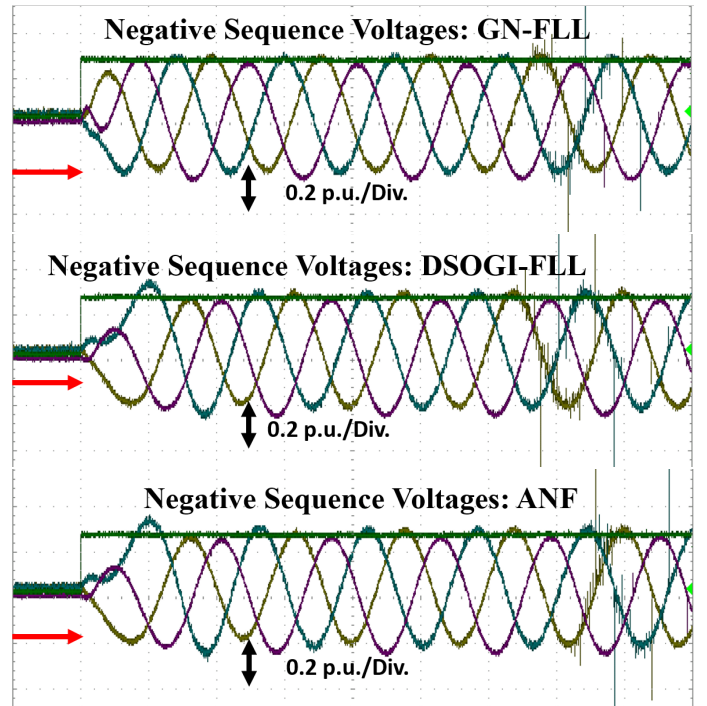 Negative Sequence Voltages: GN-FLL
0.2 p.u./Div.
Negative Sequence Voltages: DSOGI-FLL
0.2 p.u./Div.
Negative Sequence Voltages: ANF
0.2 p.u./Div.